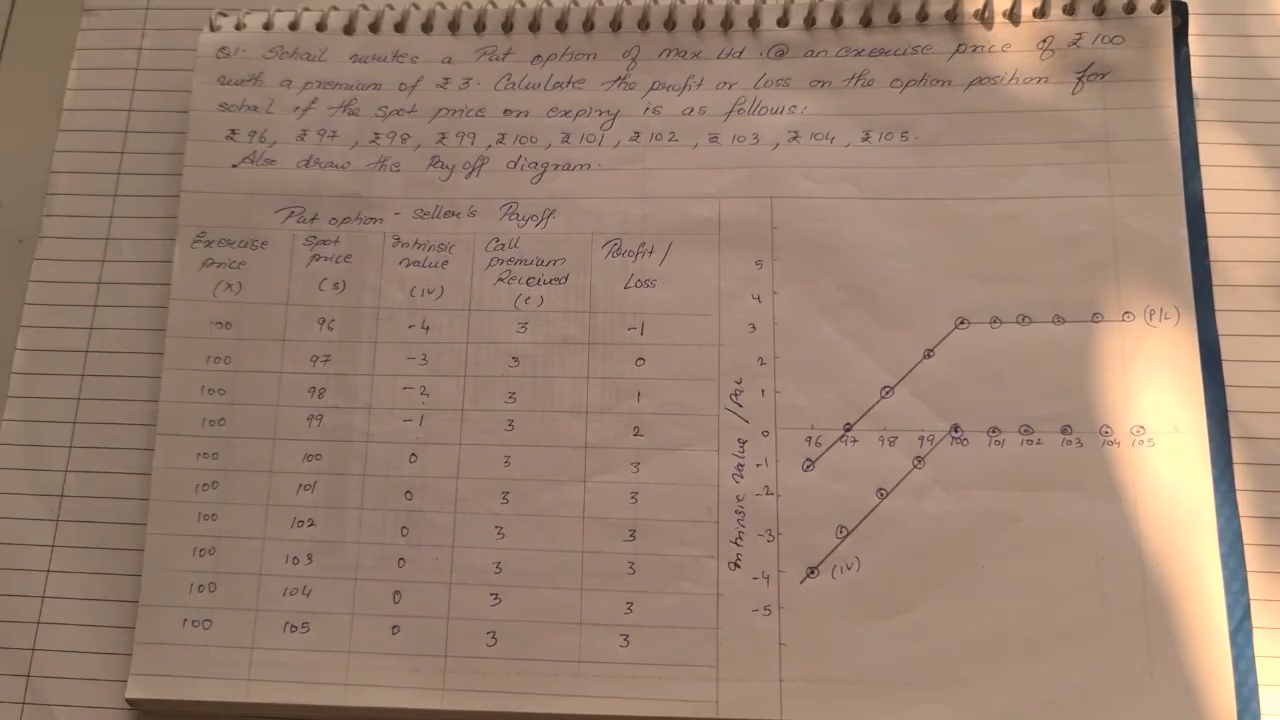 Q1. Sohail writes a Put option of Max Ltd. @ an exercise price of ₹100
with a premium of ₹3. Calculate the profit or loss on the option position for
sohail if the spot price on expiry is as follows:
₹96, ₹97, ₹98, ₹99, ₹100, ₹101, ₹102, ₹103, ₹104, ₹105.
Also draw the Pay off diagram.
Put option - seller's Payoff.
Exercise price (X) Spot price (S) Intrinsic value (IV) Call premium Received (C) Profit / Loss.
100 96 -4 3 -1
100 97 -3 3 0
100 98 -2 3 1
100 99 -1 3 2
100 100 0 3 3
100 101 0 3 3
100 102 0 3 3
100 103 0 3 3
100 104 0 3 3
100 105 0 3 3
5
4
3 (P/L)
2
1
0
96 97 98 99 100 101 102 103 104 105
-1
-2
-3
-4 (IV)
-5
Intrinsic value /